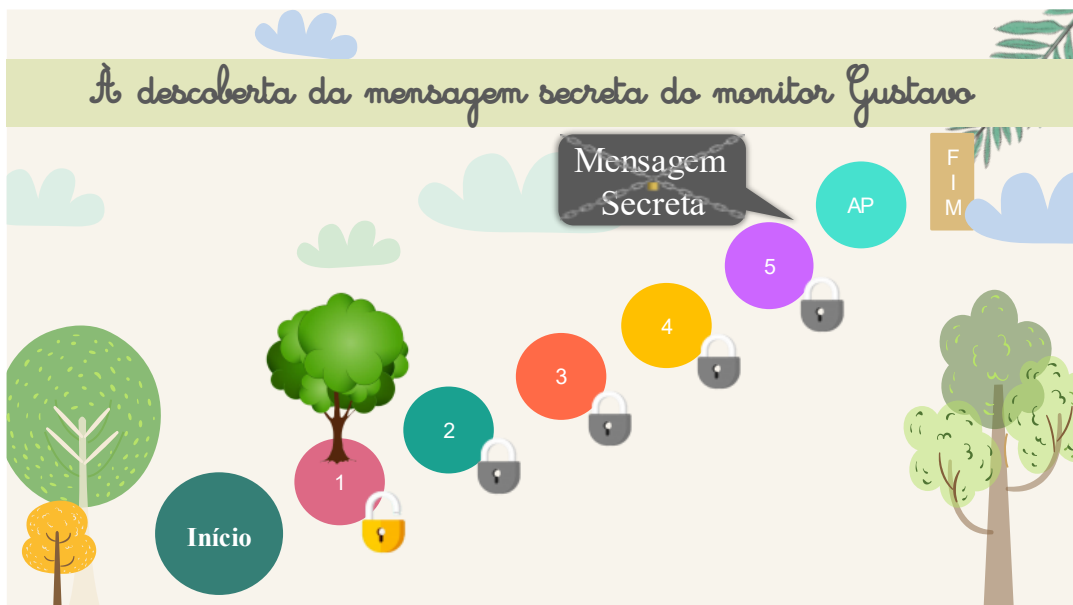 À descoberta da mensagem secreta do monitor Gustavo
Mensagem
Secreta
AP
F
I
M
5
4
3
2
1
Início